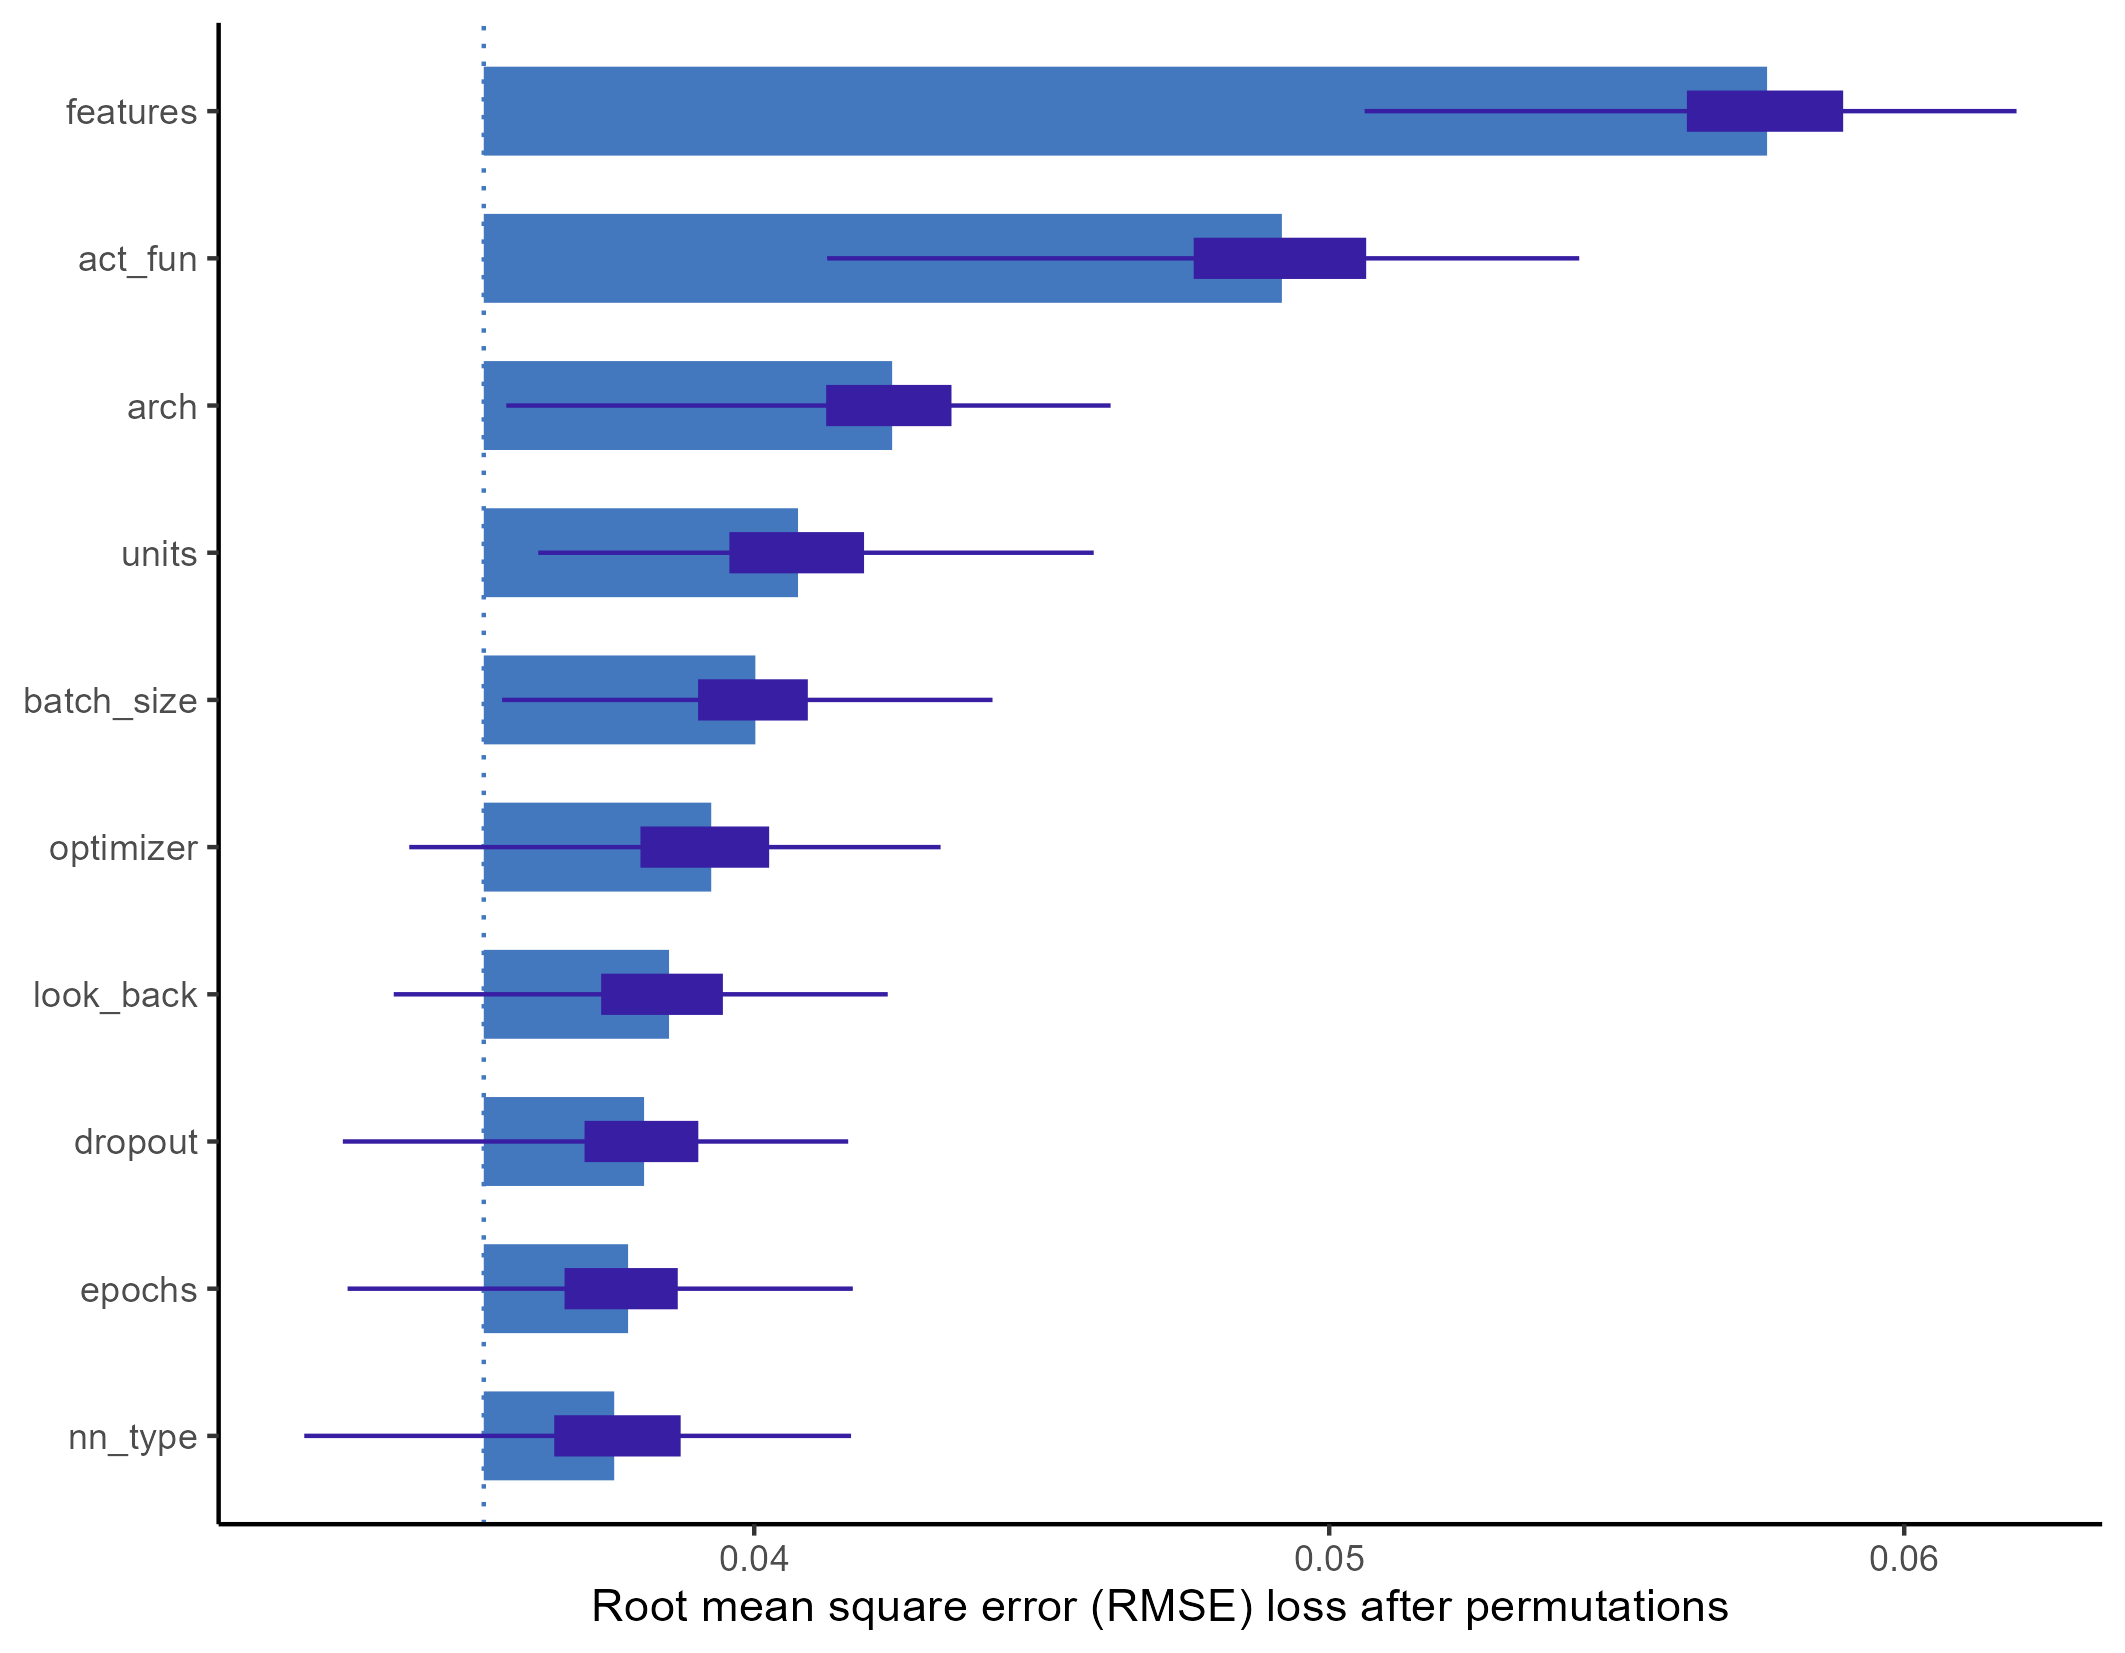 features
act_fun
arch
units
batch_size
optimizer
look_back
dropout
epochs
nn_type
0.04 0.05 0.06
Root mean square error (RMSE) loss after permutations